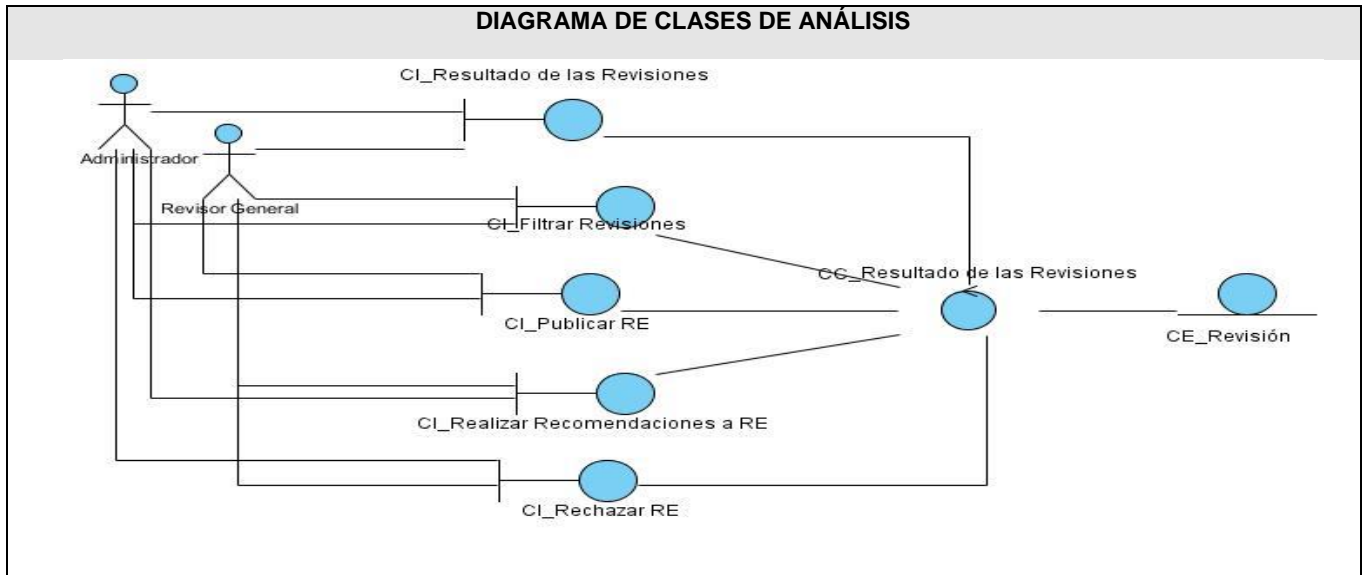 DIAGRAMA DE CLASES DE ANÁLISIS
CI_Resultado de las Revisiones
Administrador
Revisor General
CI_Filtrar Revisiones
CC_Resultado de las Revisiones
CI_Publicar RE
CE_Revisión
CI_Realizar Recomendaciones a RE
CI_Rechazar RE